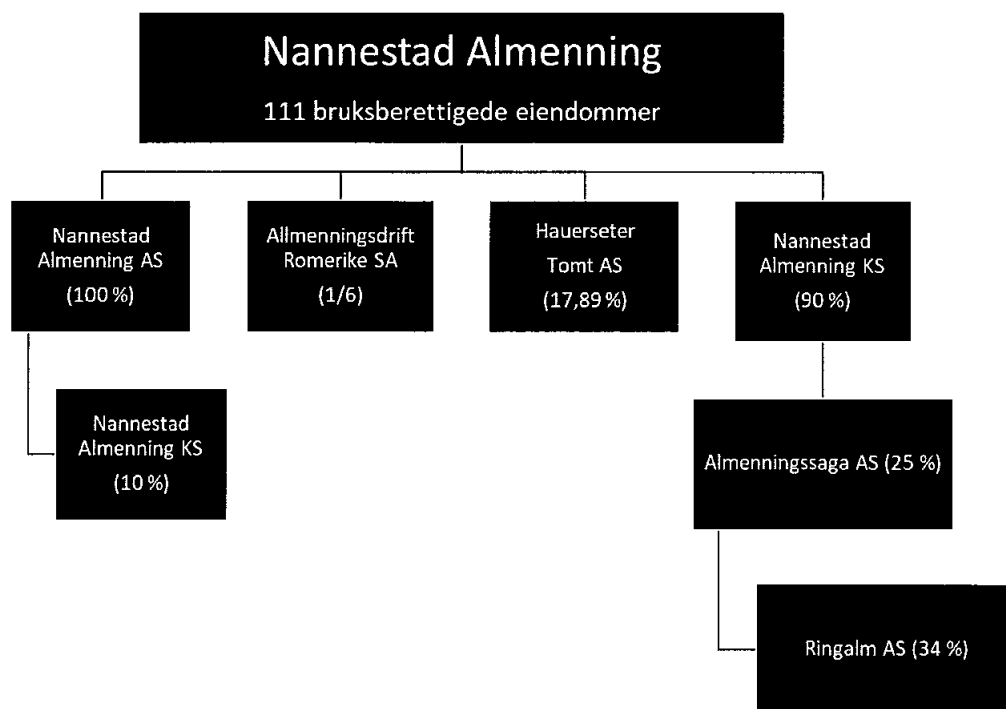 Nannestad Almenning
111 bruksberettigede eiendommer
Nannestad
Almenning AS
(100 %)
Allmenningsdrift
Romerike SA
(1/6)
Hauerseter
Tomt AS
(17,89 %)
Nannestad
Almenning KS
(90 %)
Nannestad
Almenning KS
(10 %)
Almenningssaga AS (25 %)
Ringalm AS (34 %)